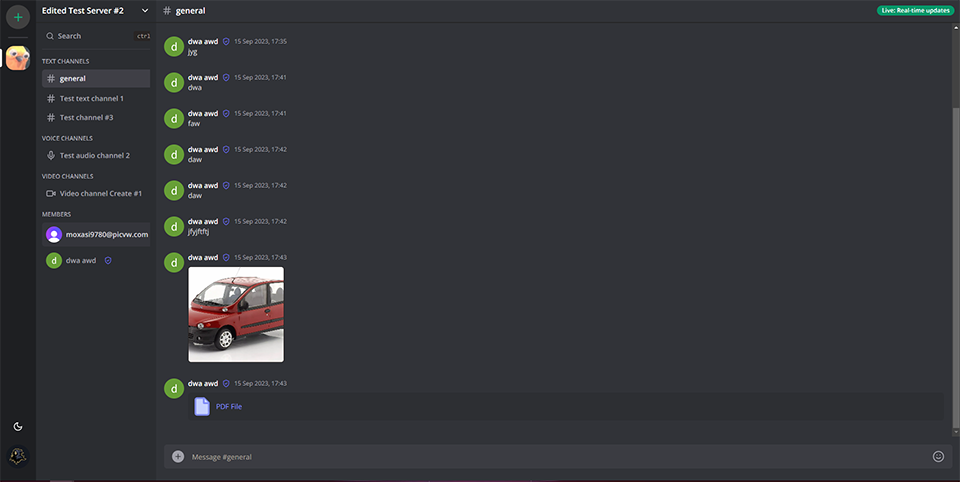 Edited Test Server #2
# general
Live: Real-time updates
Search ctrl
TEXT CHANNELS
# general
# Test text channel 1
# Test channel #3
VOICE CHANNELS
Test audio channel 2
VIDEO CHANNELS
Video channel Create #1
MEMBERS
moxasi9780@picvw.com
d dwa awd
d dwa awd 15 Sep 2023, 17:35
jyg
d dwa awd 15 Sep 2023, 17:41
dwa
d dwa awd 15 Sep 2023, 17:41
faw
d dwa awd 15 Sep 2023, 17:42
daw
d dwa awd 15 Sep 2023, 17:42
daw
d dwa awd 15 Sep 2023, 17:42
jfyjftftj
d dwa awd 15 Sep 2023, 17:43
d dwa awd 15 Sep 2023, 17:43
PDF File
Message #general